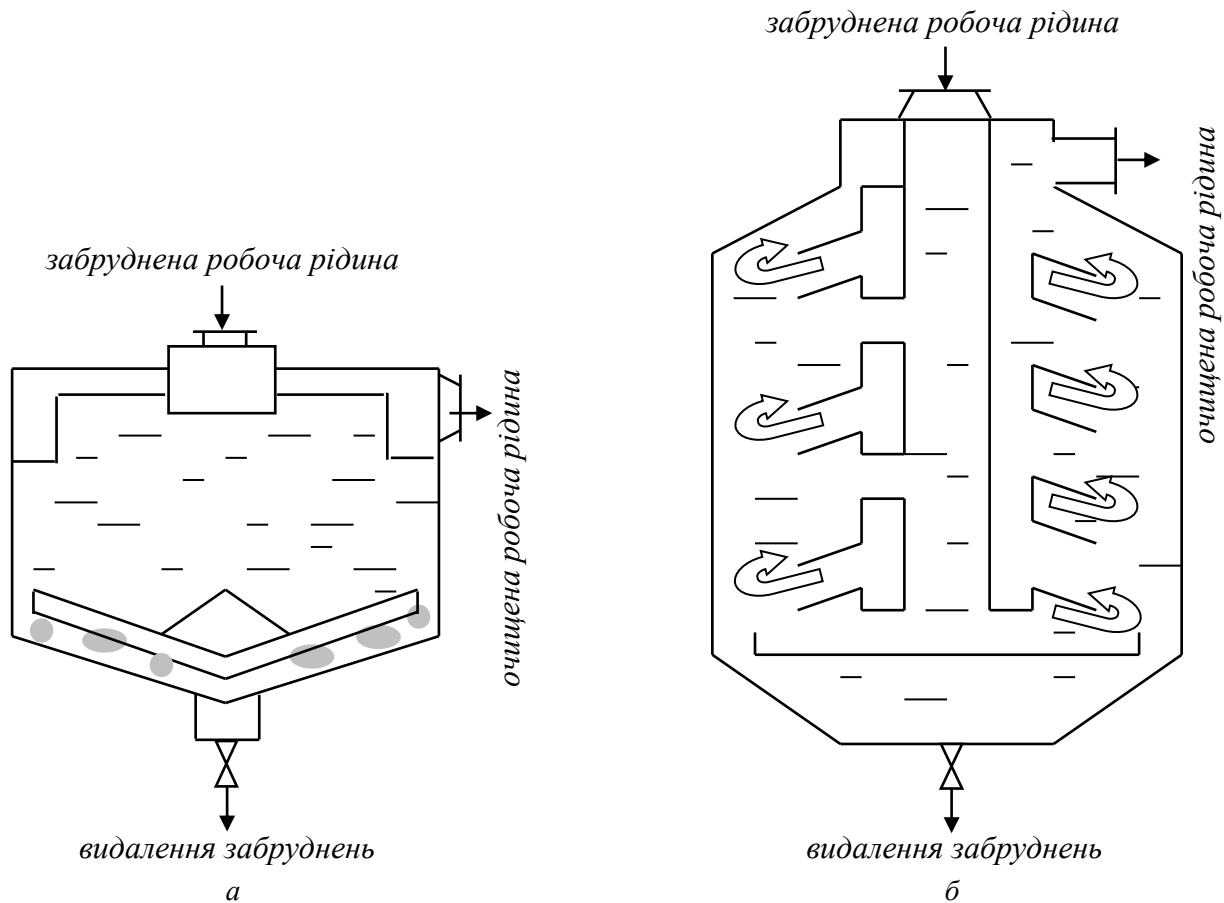 забруднена робоча рідина
очищена робоча рідина
видалення забруднень
а
забруднена робоча рідина
очищена робоча рідина
видалення забруднень
б